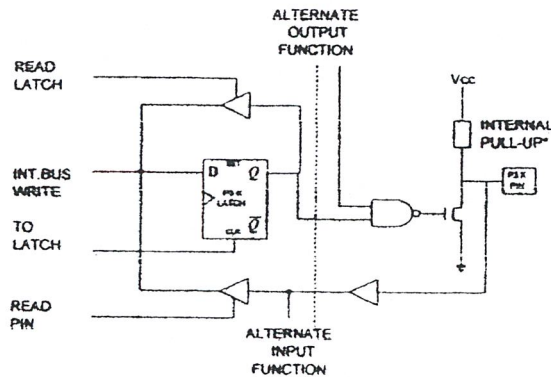 ALTERNATE
OUTPUT
FUNCTION
READ
LATCH
Vcc
INTERNAL
PULL-UP*
INT.BUS
WRITE
D
Q
LATCH
CLK
Q
PIN
TO
LATCH
READ
PIN
ALTERNATE
INPUT
FUNCTION